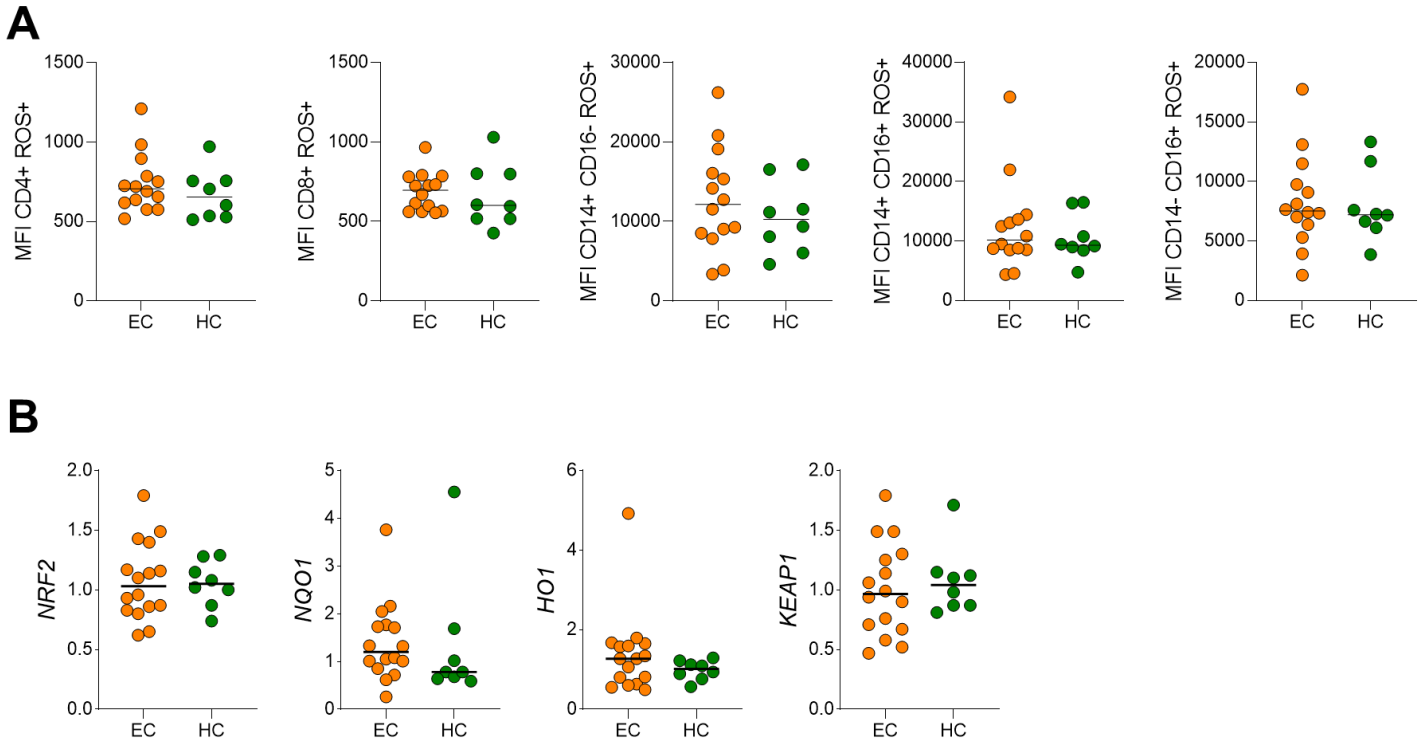 A
MFI CD4+ ROS+
1500
1000
500
0
EC HC
MFI CD8+ ROS+
1500
1000
500
0
EC HC
MFI CD14+ CD16- ROS+
30000
20000
10000
0
EC HC
MFI CD14+ CD16+ ROS+
40000
30000
20000
10000
0
EC HC
MFI CD14- CD16+ ROS+
20000
15000
10000
5000
0
EC HC
B
NRF2
2.0
1.5
1.0
0.5
0.0
EC HC
NQO1
5
4
3
2
1
0
EC HC
HO1
6
4
2
0
EC HC
KEAP1
2.0
1.5
1.0
0.5
0.0
EC HC